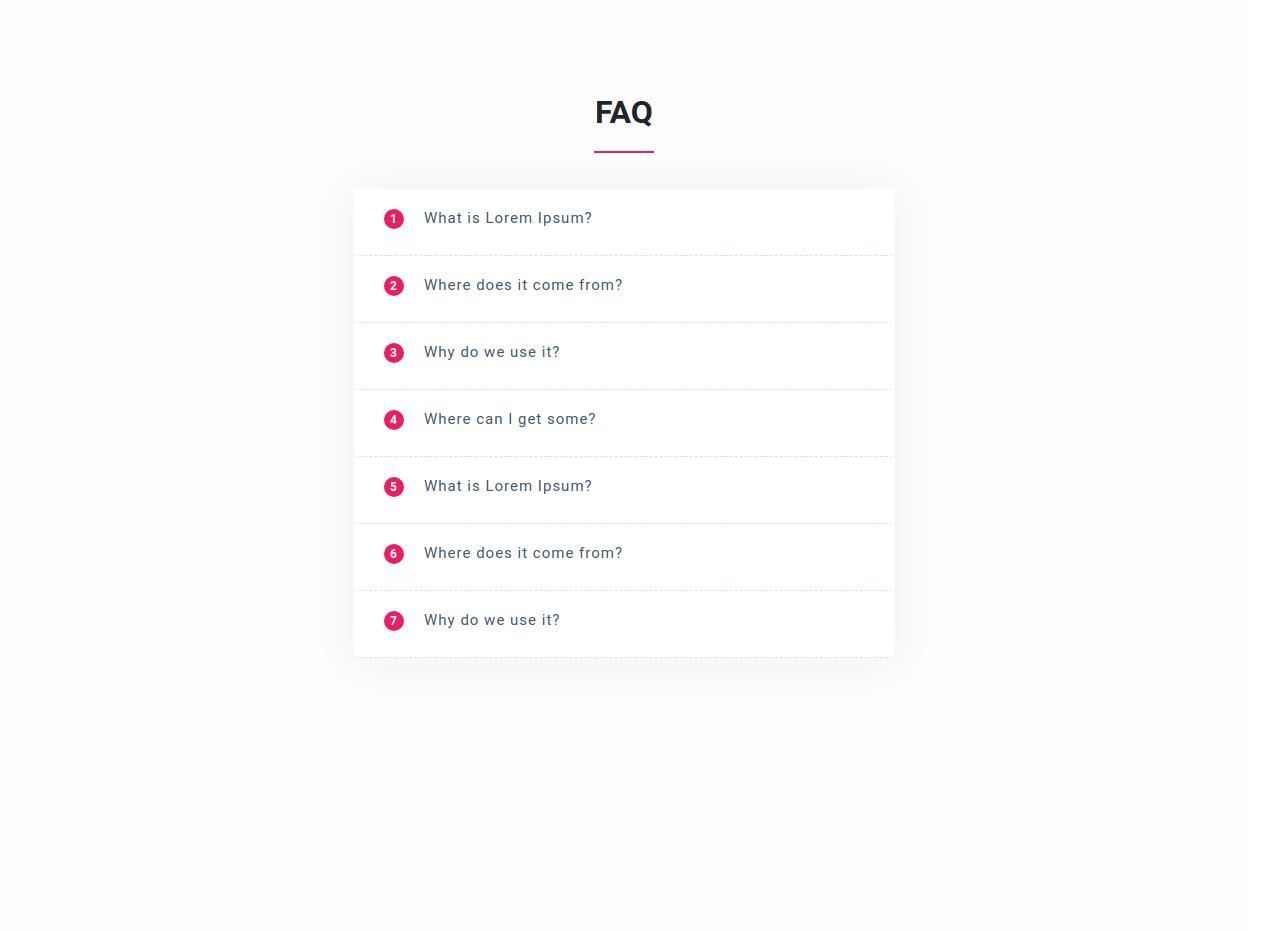 FAQ
1 What is Lorem Ipsum?
2 Where does it come from?
3 Why do we use it?
4 Where can I get some?
5 What is Lorem Ipsum?
6 Where does it come from?
7 Why do we use it?